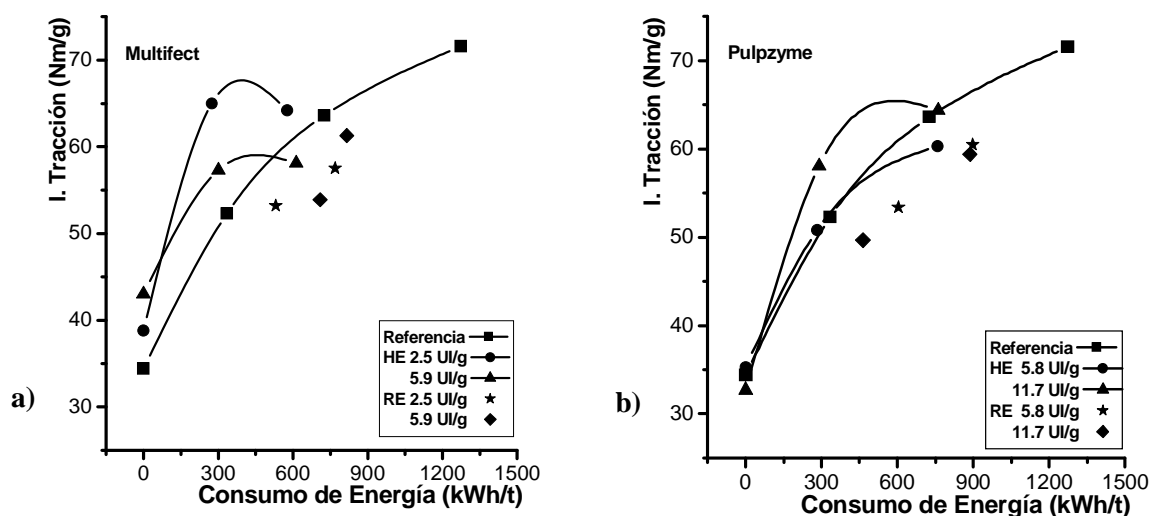 I. Tracción (Nm/g)
70
60
50
40
30
Multifect
Referencia
HE 2.5 UI/g
5.9 UI/g
RE 2.5 UI/g
5.9 UI/g
a)
0 300 600 900 1200 1500
Consumo de Energía (kWh/t)
I. Tracción (Nm/g)
70
60
50
40
30
Pulpzyme
Referencia
HE 5.8 UI/g
11.7 UI/g
RE 5.8 UI/g
11.7 UI/g
b)
0 300 600 900 1200 1500
Consumo de Energía (kWh/t)